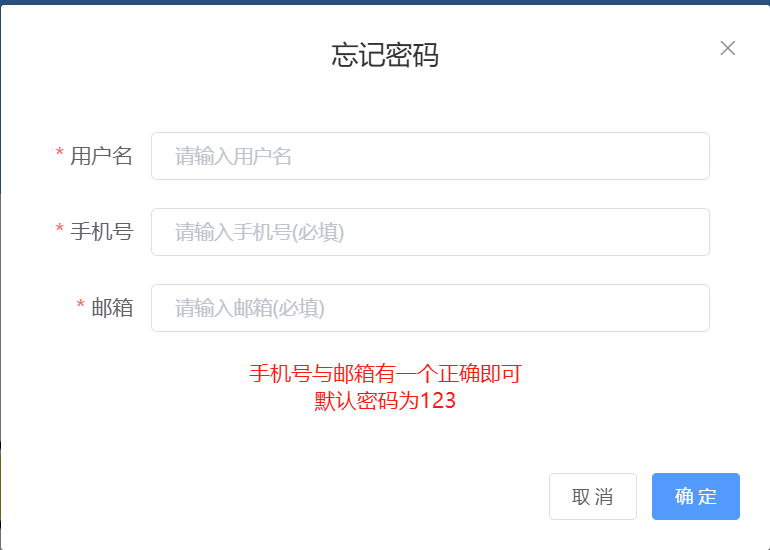 忘记密码
* 用户名 请输入用户名
* 手机号 请输入手机号(必填)
* 邮箱 请输入邮箱(必填)
手机号与邮箱有一个正确即可
默认密码为123
取消 确定